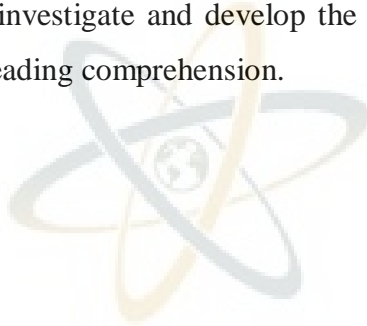 investigate and develop the
eading comprehension.